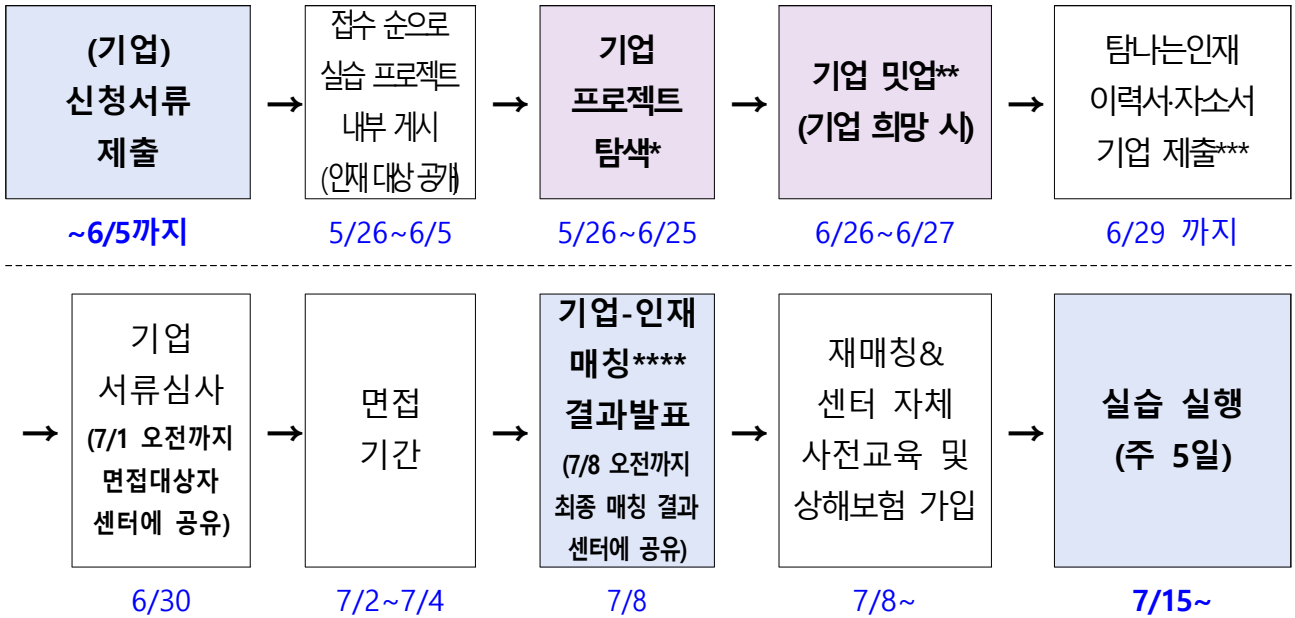 (기업)
신청서류
제출
→
접수 순으로
실습 프로젝트
내부 게시
(인재 대상 공개)
→
기업
프로젝트
탐색*
→
기업 밋업**
(기업 희망 시)
→
탐나는인재
이력서·자소서
기업 제출***
~6/5까지
5/26~6/5
5/26~6/25
6/26~6/27
6/29 까지
→
기업
서류심사
(7/1 오전까지
면접대상자
센터에 공유)
→
면접
기간
→
기업-인재
매칭****
결과발표
(7/8 오전까지
최종 매칭 결과
센터에 공유)
→
재매칭&
센터 자체
사전교육 및
상해보험 가입
→
실습 실행
(주 5일)
6/30
7/2~7/4
7/8
7/8~
7/15~